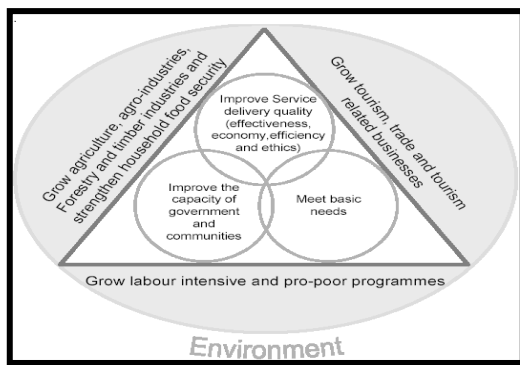 Grow agriculture, agro-industries,
Forestry and timber industries and
strengthen household food security
Grow tourism, trade and tourism
related businesses
Improve Service
delivery quality
(effectiveness,
economy,efficiency
and ethics)
Improve the
capacity of
government
and
communities
Meet basic
needs
Grow labour intensive and pro-poor programmes
Environment